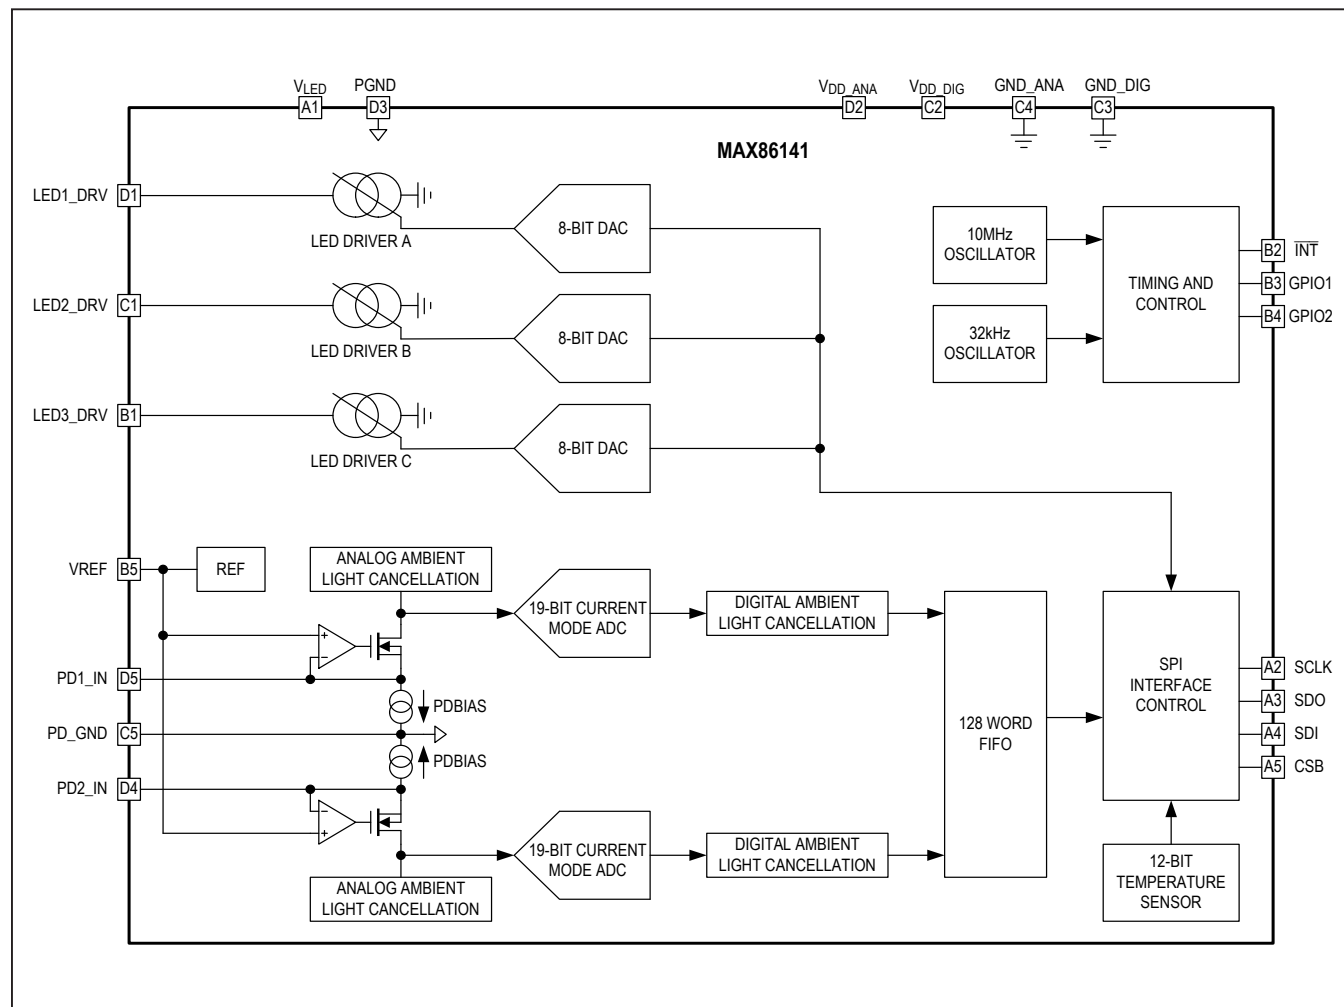 VLED
PGND
VDD_ANA
VDD_DIG
GND_ANA
GND_DIG
A1
D3
D2
C2
C4
C3
MAX86141
LED1_DRV
D1
LED DRIVER A
8-BIT DAC
10MHz
OSCILLATOR
TIMING AND
CONTROL
B2
INT
B3
GPIO1
B4
GPIO2
LED2_DRV
C1
LED DRIVER B
8-BIT DAC
32kHz
OSCILLATOR
LED3_DRV
B1
LED DRIVER C
8-BIT DAC
VREF
B5
REF
ANALOG AMBIENT
LIGHT CANCELLATION
19-BIT CURRENT
MODE ADC
DIGITAL AMBIENT
LIGHT CANCELLATION
+
−
PD1_IN
D5
PDBIAS
PD_GND
C5
PDBIAS
PD2_IN
D4
−
+
128 WORD
FIFO
SPI
INTERFACE
CONTROL
A2
SCLK
A3
SDO
A4
SDI
A5
CSB
19-BIT CURRENT
MODE ADC
DIGITAL AMBIENT
LIGHT CANCELLATION
ANALOG AMBIENT
LIGHT CANCELLATION
12-BIT
TEMPERATURE
SENSOR